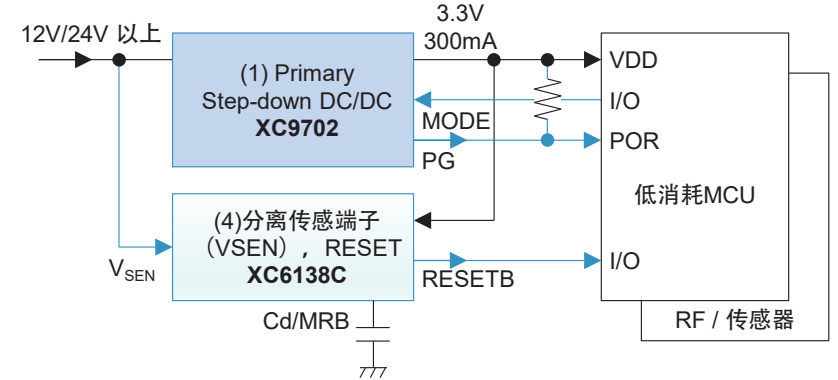 12V/24V 以上
3.3V
300mA
(1) Primary
Step-down DC/DC
XC9702
MODE
PG
VDD
I/O
POR
低消耗MCU
I/O
(4)分离传感端子
（VSEN），RESET
XC6138C
VSEN
RESETB
Cd/MRB
RF / 传感器